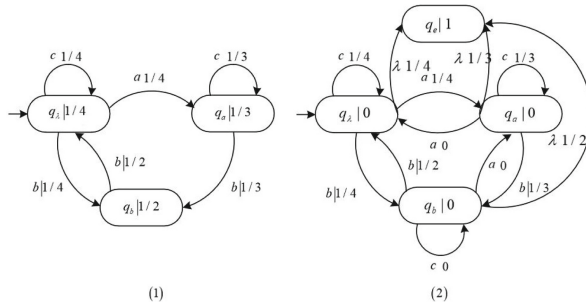 q_e|1
c 1/4
c 1/3
c 1/4
λ 1/4
λ 1/3
c 1/3
a 1/4
a 1/4
q_λ|1/4
q_a|1/3
q_λ|0
q_a|0
a 0
λ 1/2
b|1/2
b|1/2
a 0
b|1/4
b|1/3
b|1/4
b|1/3
q_b|1/2
q_b|0
c 0
(1)
(2)